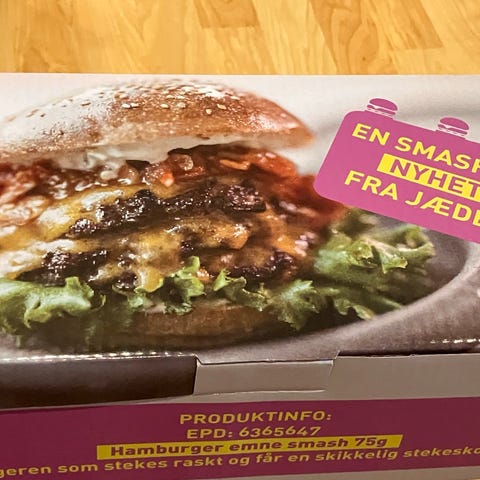 EN SMASH
NYHET
FRA JÆDE
PRODUKTINFO:
EPD: 6365647
Hamburger emne smash 75g
geren som stekes raskt og får en skikkelig stekesko